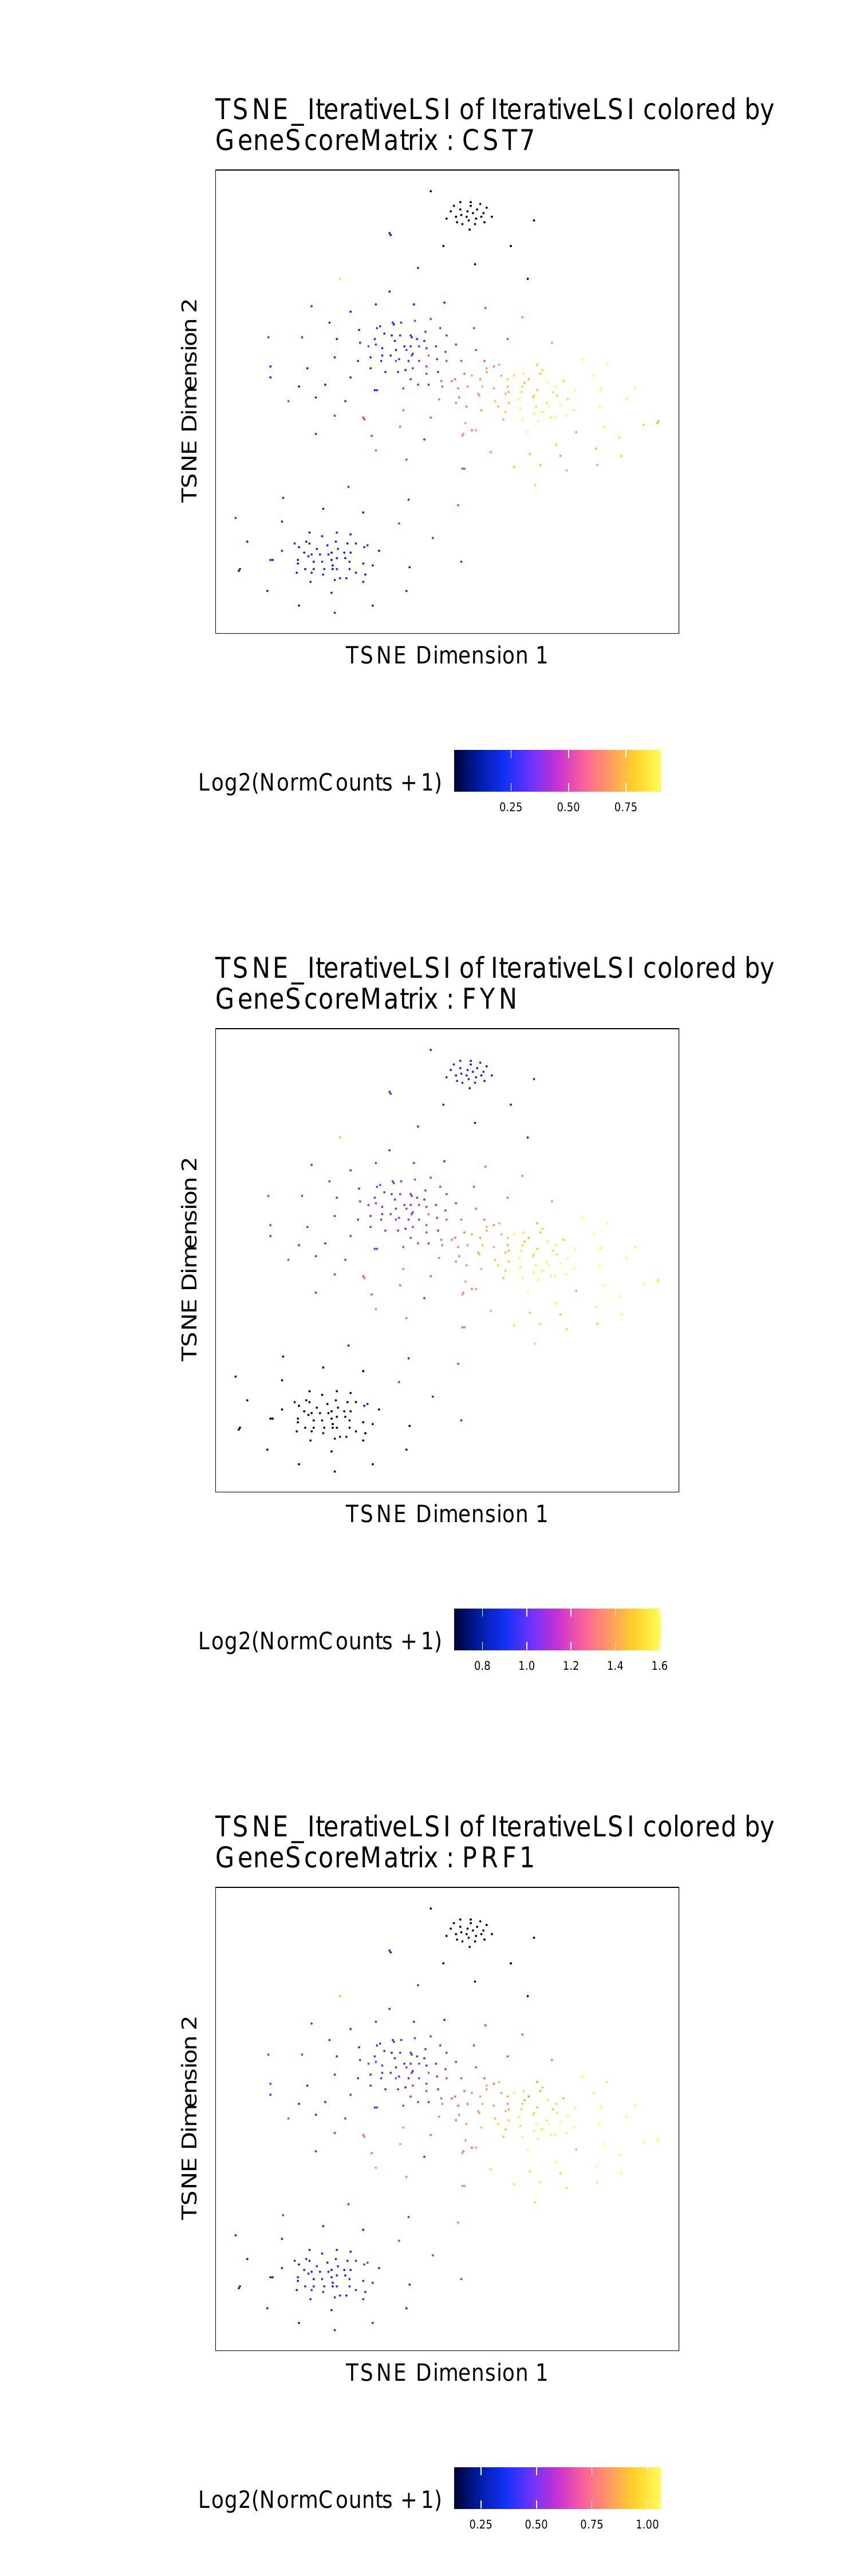 TSNE_IterativeLSI of IterativeLSI colored by
GeneScoreMatrix : CST7
TSNE Dimension 2
TSNE Dimension 1
Log2(NormCounts +1)
0.25 0.50 0.75
TSNE_IterativeLSI of IterativeLSI colored by
GeneScoreMatrix : FYN
TSNE Dimension 2
TSNE Dimension 1
Log2(NormCounts +1)
0.8 1.0 1.2 1.4 1.6
TSNE_IterativeLSI of IterativeLSI colored by
GeneScoreMatrix : PRF1
TSNE Dimension 2
TSNE Dimension 1
Log2(NormCounts +1)
0.25 0.50 0.75 1.00